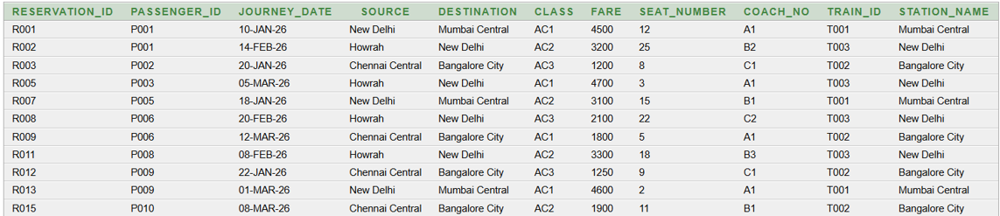 RESERVATION_ID PASSENGER_ID JOURNEY_DATE SOURCE DESTINATION CLASS FARE SEAT_NUMBER COACH_NO TRAIN_ID STATION_NAME
R001 P001 10-JAN-26 New Delhi Mumbai Central AC1 4500 12 A1 T001 Mumbai Central
R002 P001 14-FEB-26 Howrah New Delhi AC2 3200 25 B2 T003 New Delhi
R003 P002 20-JAN-26 Chennai Central Bangalore City AC3 1200 8 C1 T002 Bangalore City
R005 P003 05-MAR-26 Howrah New Delhi AC1 4700 3 A1 T003 New Delhi
R007 P005 18-JAN-26 New Delhi Mumbai Central AC2 3100 15 B1 T001 Mumbai Central
R008 P006 20-FEB-26 Howrah New Delhi AC3 2100 22 C2 T003 New Delhi
R009 P006 12-MAR-26 Chennai Central Bangalore City AC1 1800 5 A1 T002 Bangalore City
R011 P008 08-FEB-26 Howrah New Delhi AC2 3300 18 B3 T003 New Delhi
R012 P009 22-JAN-26 Chennai Central Bangalore City AC3 1250 9 C1 T002 Bangalore City
R013 P009 01-MAR-26 New Delhi Mumbai Central AC1 4600 2 A1 T001 Mumbai Central
R015 P010 08-MAR-26 Chennai Central Bangalore City AC2 1900 11 B1 T002 Bangalore City